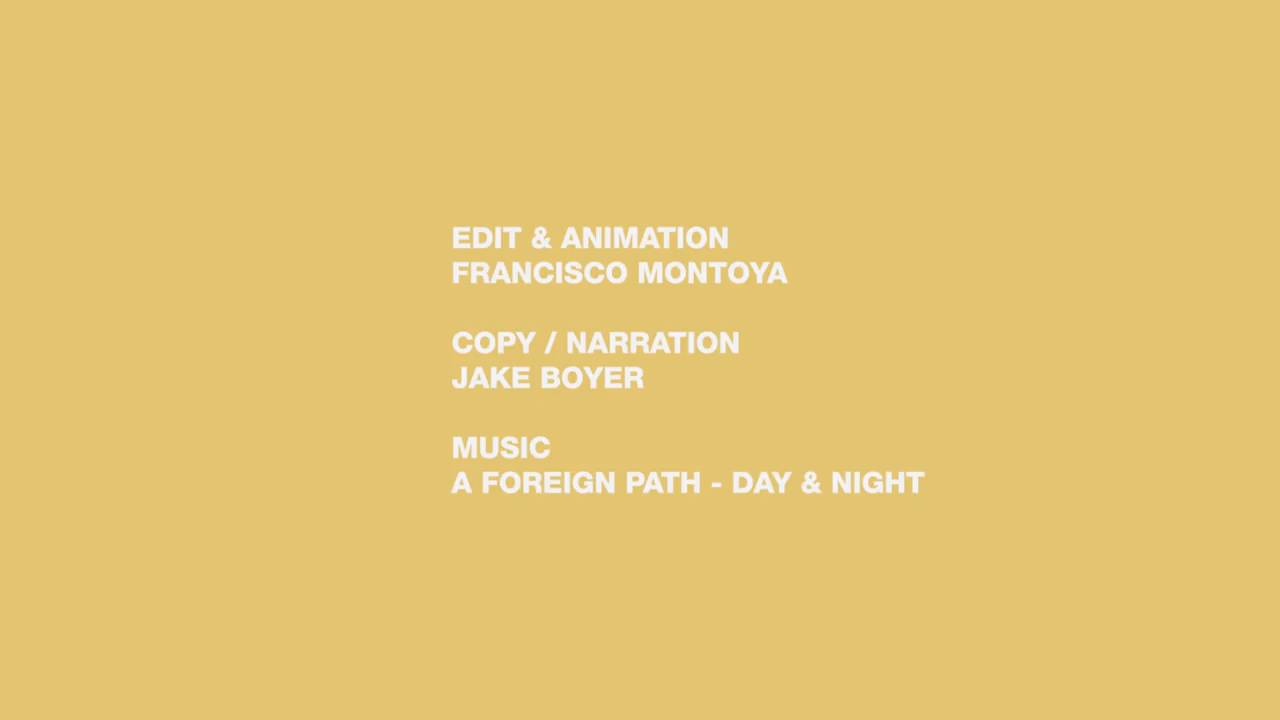 EDIT & ANIMATION
FRANCISCO MONTOYA
COPY / NARRATION
JAKE BOYER
MUSIC
A FOREIGN PATH - DAY & NIGHT